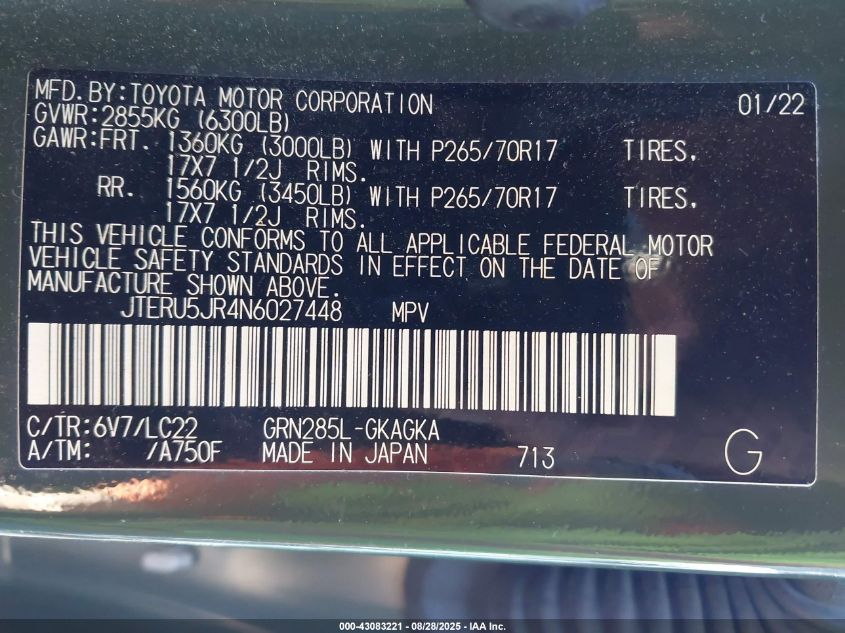 MFD.BY:TOYOTA MOTOR CORPORATION 01/22
GVWR:2855KG (6300LB)
GAWR:FRT. 1360KG (3000LB) WITH P265/70R17 TIRES,
17X7 1/2J RIMS.
RR. 1560KG (3450LB) WITH P265/70R17 TIRES,
17X7 1/2J RIMS.
THIS VEHICLE CONFORMS TO ALL APPLICABLE FEDERAL MOTOR
VEHICLE SAFETY STANDARDS IN EFFECT ON THE DATE OF
MANUFACTURE SHOWN ABOVE.
JTERU5JR4N6027448 MPV
C/TR:6V7/LC22 GRN285L-GKAGKA
A/TM: /A750F MADE IN JAPAN 713 G
000-43083221 - 08/28/2025 - IAA Inc.